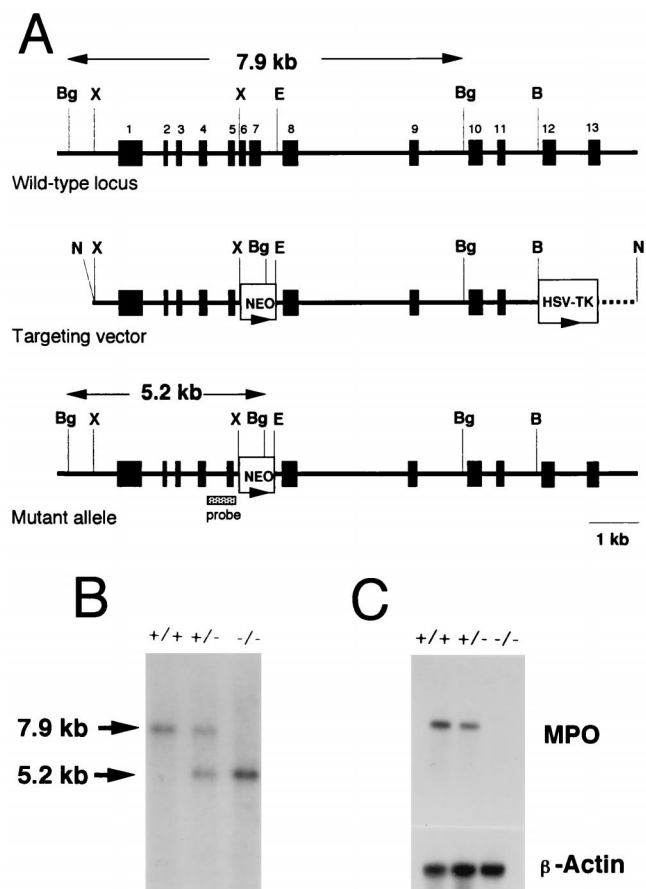 A
7.9 kb
Bg X X E Bg B
1 2 3 4 5 6 7 8 9 10 11 12 13
Wild-type locus
N X X Bg E Bg B N
NEO HSV-TK
Targeting vector
5.2 kb
Bg X X Bg E Bg B
NEO
probe
Mutant allele
1 kb
B
+/+ +/- -/-
7.9 kb
5.2 kb
C
+/+ +/- -/-
MPO
β-Actin